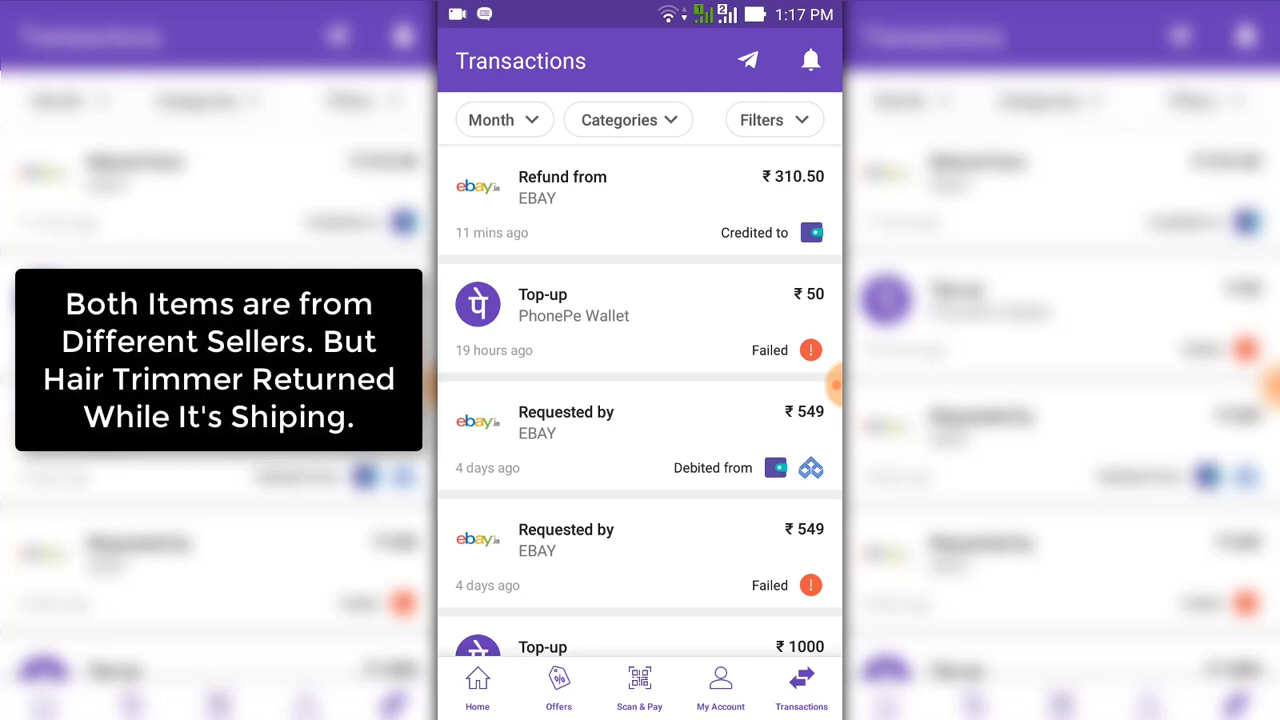 1:17 PM
Transactions
Month
Categories
Filters
Refund from
₹ 310.50
ebay.in
EBAY
11 mins ago
Credited to
Top-up
₹ 50
पे
PhonePe Wallet
19 hours ago
Failed
Requested by
₹ 549
ebay.in
EBAY
4 days ago
Debited from
Requested by
₹ 549
ebay.in
EBAY
4 days ago
Failed
Top-up
₹ 1000
Home
Offers
Scan & Pay
My Account
Transactions
Both Items are from
Different Sellers. But
Hair Trimmer Returned
While It's Shiping.